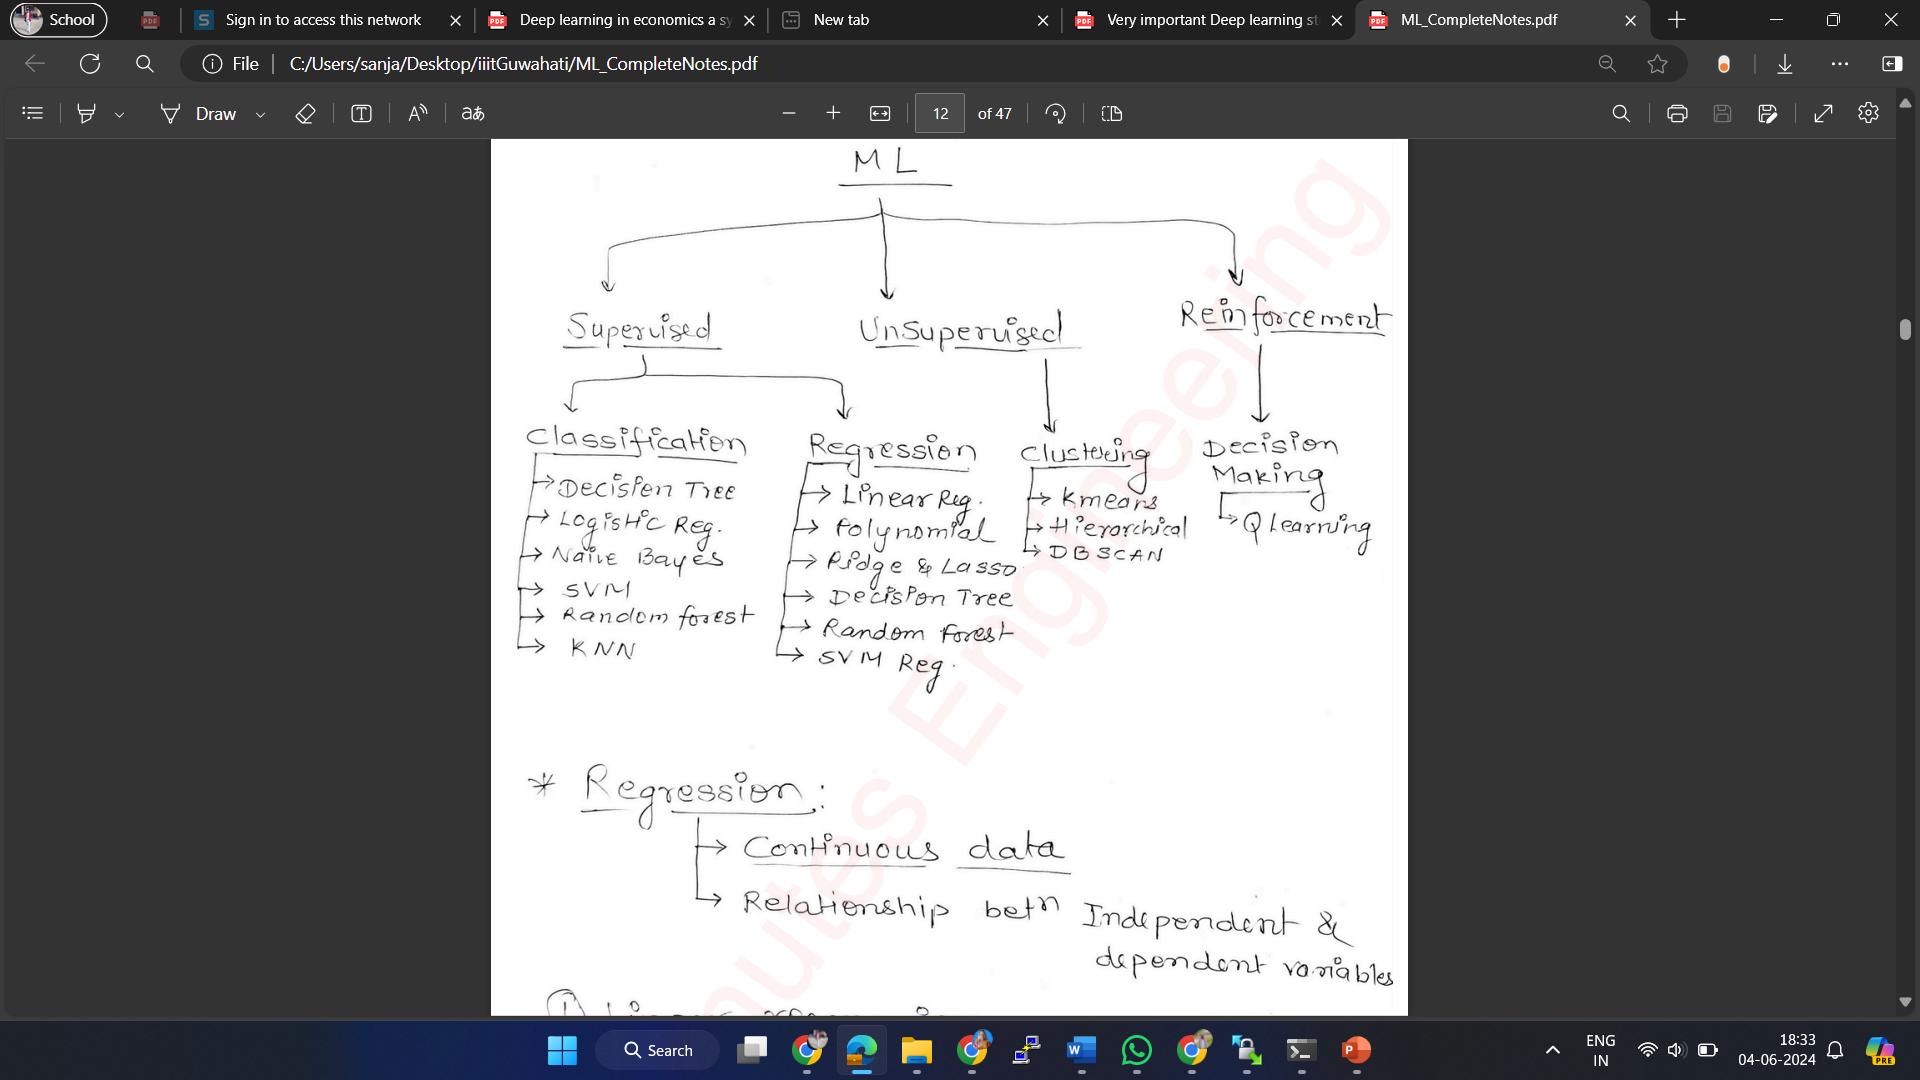 School
Sign in to access this network
Deep learning in economics a sy
New tab
Very important Deep learning st
ML_CompleteNotes.pdf
File
C:/Users/sanja/Desktop/iiitGuwahati/ML_CompleteNotes.pdf
Draw
12 of 47
ML
Supervised
Unsupervised
Reinforcement
Classification
Regression
Clustering
Decision Making
Decision Tree
Logistic Reg.
Naive Bayes
SVM
Random forest
KNN
Linear Reg.
Polynomial
Ridge & Lasso
Decision Tree
Random Forest
SVM Reg.
Kmeans
Hierarchical
DBSCAN
Q Learning
* Regression:
Continuous data
Relationship betn Independent &
dependent variables
utes Engineering
Search
ENG
IN
18:33
04-06-2024
PRE